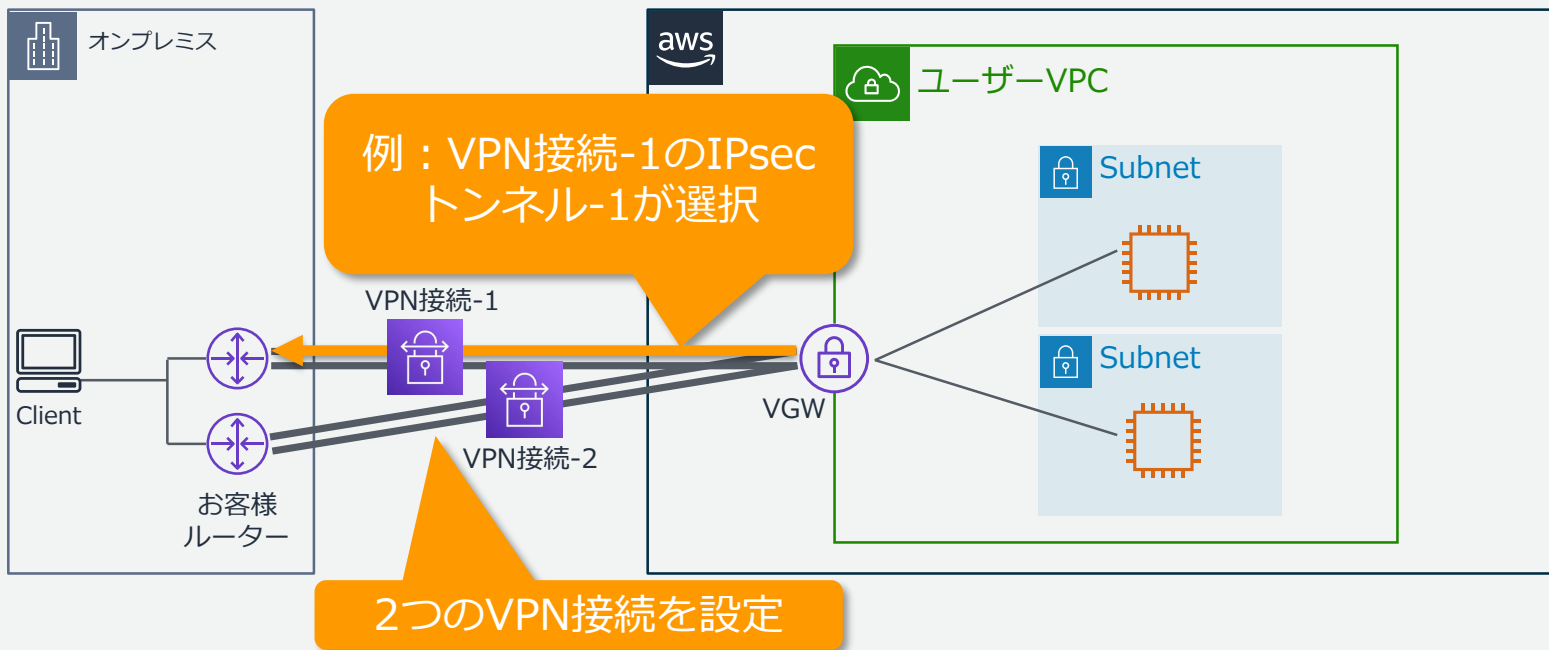 オンプレミス
aws
ユーザーVPC
例：VPN接続-1のIPsec
トンネル-1が選択
Subnet
VPN接続-1
Subnet
Client
VGW
VPN接続-2
お客様
ルーター
2つのVPN接続を設定